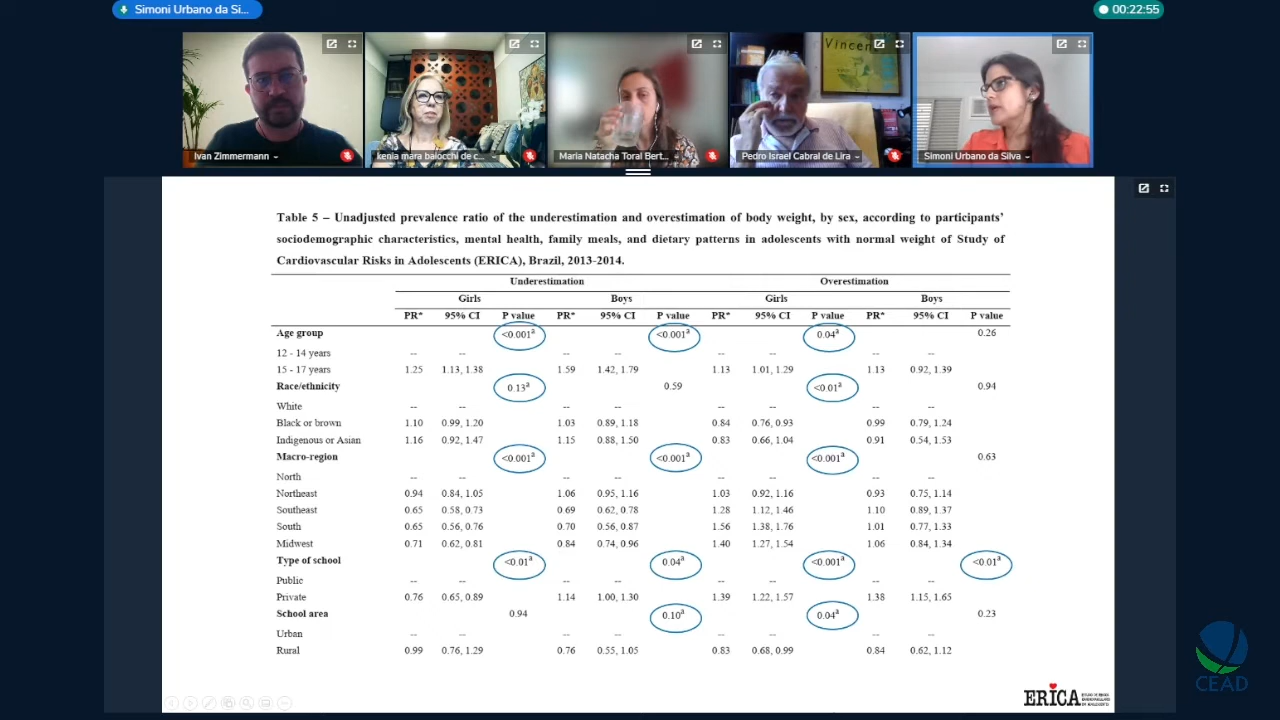 Simoni Urbano da Si...
00:22:55
Vincen
Ivan Zimmermann
kenia mara baiocchi de c...
Maria Natacha Toral Bert...
Pedro Israel Cabral de Lira
Simoni Urbano da Silva
Table 5 – Unadjusted prevalence ratio of the underestimation and overestimation of body weight, by sex, according to participants’
sociodemographic characteristics, mental health, family meals, and dietary patterns in adolescents with normal weight of Study of
Cardiovascular Risks in Adolescents (ERICA), Brazil, 2013-2014.
Underestimation Overestimation
Girls Boys Girls Boys
PR* 95% CI P value PR* 95% CI P value PR* 95% CI P value PR* 95% CI P value
Age group <0.001a <0.001a 0.04a 0.26
12 - 14 years -- -- -- -- -- -- -- --
15 - 17 years 1.25 1.13, 1.38 1.59 1.42, 1.79 1.13 1.01, 1.29 1.13 0.92, 1.39
Race/ethnicity 0.13a 0.59 <0.01a 0.94
White -- -- -- -- -- -- -- --
Black or brown 1.10 0.99, 1.20 1.03 0.89, 1.18 0.84 0.76, 0.93 0.99 0.79, 1.24
Indigenous or Asian 1.16 0.92, 1.47 1.15 0.88, 1.50 0.83 0.66, 1.04 0.91 0.54, 1.53
Macro-region <0.001a <0.001a <0.001a 0.63
North -- -- -- -- -- -- -- --
Northeast 0.94 0.84, 1.05 1.06 0.95, 1.16 1.03 0.92, 1.16 0.93 0.75, 1.14
Southeast 0.65 0.58, 0.73 0.69 0.62, 0.78 1.28 1.12, 1.46 1.10 0.89, 1.37
South 0.65 0.56, 0.76 0.70 0.56, 0.87 1.56 1.38, 1.76 1.01 0.77, 1.33
Midwest 0.71 0.62, 0.81 0.84 0.74, 0.96 1.40 1.27, 1.54 1.06 0.84, 1.34
Type of school <0.01a 0.04a <0.001a <0.01a
Public -- -- -- -- -- -- -- --
Private 0.76 0.65, 0.89 1.14 1.00, 1.30 1.39 1.22, 1.57 1.38 1.15, 1.65
School area 0.94 0.10a 0.04a 0.23
Urban -- -- -- -- -- -- -- --
Rural 0.99 0.76, 1.29 0.76 0.55, 1.05 0.83 0.68, 0.99 0.84 0.62, 1.12
ERICA
CEAD